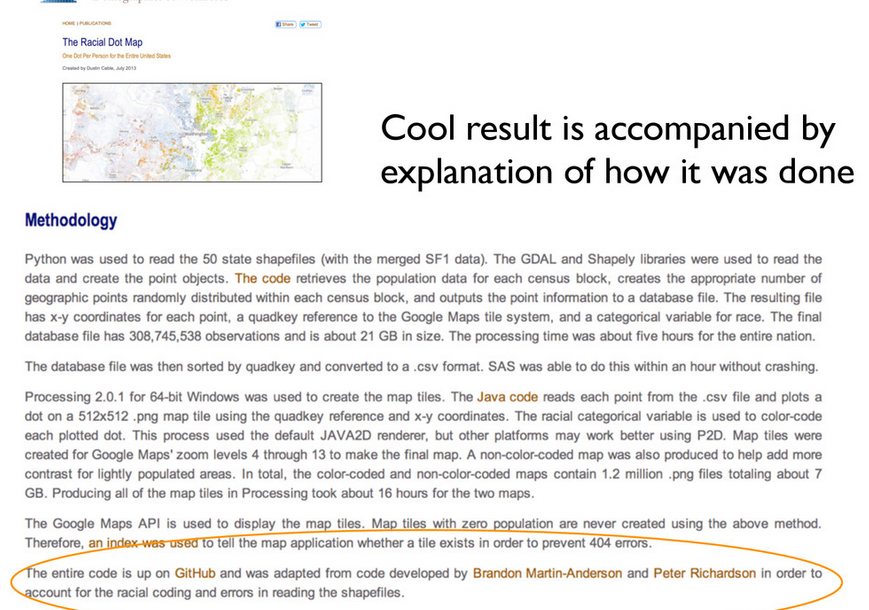 HOME | PUBLICATIONS
Share Tweet
The Racial Dot Map
One Dot Per Person for the Entire United States
Created by Dustin Cable, July 2013
Cool result is accompanied by
explanation of how it was done
Methodology
Python was used to read the 50 state shapefiles (with the merged SF1 data). The GDAL and Shapely libraries were used to read the
data and create the point objects. The code retrieves the population data for each census block, creates the appropriate number of
geographic points randomly distributed within each census block, and outputs the point information to a database file. The resulting file
has x-y coordinates for each point, a quadkey reference to the Google Maps tile system, and a categorical variable for race. The final
database file has 308,745,538 observations and is about 21 GB in size. The processing time was about five hours for the entire nation.
The database file was then sorted by quadkey and converted to a .csv format. SAS was able to do this within an hour without crashing.
Processing 2.0.1 for 64-bit Windows was used to create the map tiles. The Java code reads each point from the .csv file and plots a
dot on a 512x512 .png map tile using the quadkey reference and x-y coordinates. The racial categorical variable is used to color-code
each plotted dot. This process used the default JAVA2D renderer, but other platforms may work better using P2D. Map tiles were
created for Google Maps' zoom levels 4 through 13 to make the final map. A non-color-coded map was also produced to help add more
contrast for lightly populated areas. In total, the color-coded and non-color-coded maps contain 1.2 million .png files totaling about 7
GB. Producing all of the map tiles in Processing took about 16 hours for the two maps.
The Google Maps API is used to display the map tiles. Map tiles with zero population are never created using the above method.
Therefore, an index was used to tell the map application whether a tile exists in order to prevent 404 errors.
The entire code is up on GitHub and was adapted from code developed by Brandon Martin-Anderson and Peter Richardson in order to
account for the racial coding and errors in reading the shapefiles.